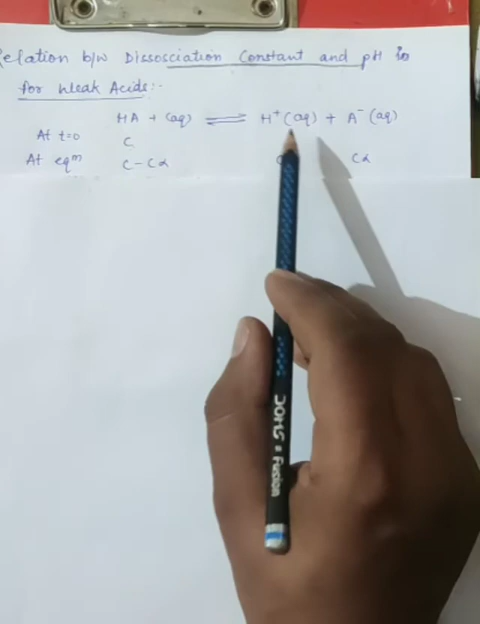 elation b/w Dissosciation Constant and pH in
for Weak Acids:-
HA + (aq) ⇌ H⁺(aq) + A⁻(aq)
At t=0 C
At eqm C-Cα Cα
DOMS Fusion